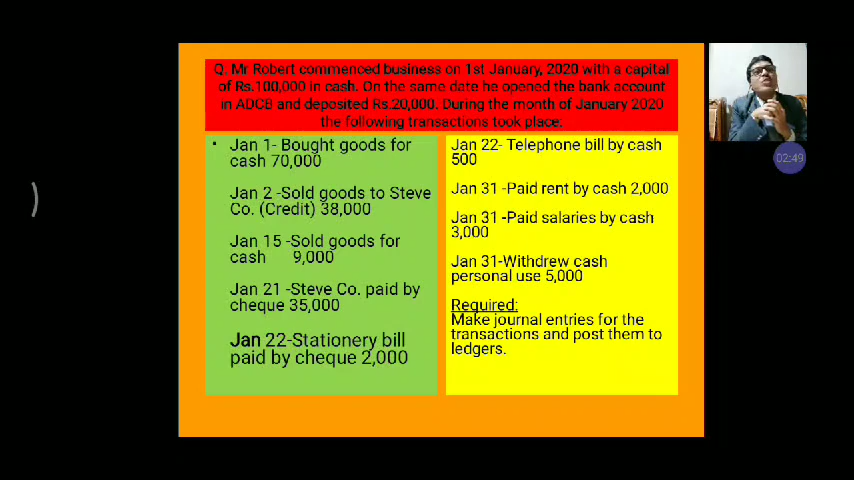 Q. Mr Robert commenced business on 1st January, 2020 with a capital
of Rs.100,000 in cash. On the same date he opened the bank account
in ADCB and deposited Rs.20,000. During the month of January 2020
the following transactions took place:
• Jan 1- Bought goods for
cash 70,000
Jan 2 -Sold goods to Steve
Co. (Credit) 38,000
Jan 15 -Sold goods for
cash 9,000
Jan 21 -Steve Co. paid by
cheque 35,000
Jan 22-Stationery bill
paid by cheque 2,000
Jan 22- Telephone bill by cash
500
Jan 31 -Paid rent by cash 2,000
Jan 31 -Paid salaries by cash
3,000
Jan 31-Withdrew cash
personal use 5,000
Required:
Make journal entries for the
transactions and post them to
ledgers.
02:49